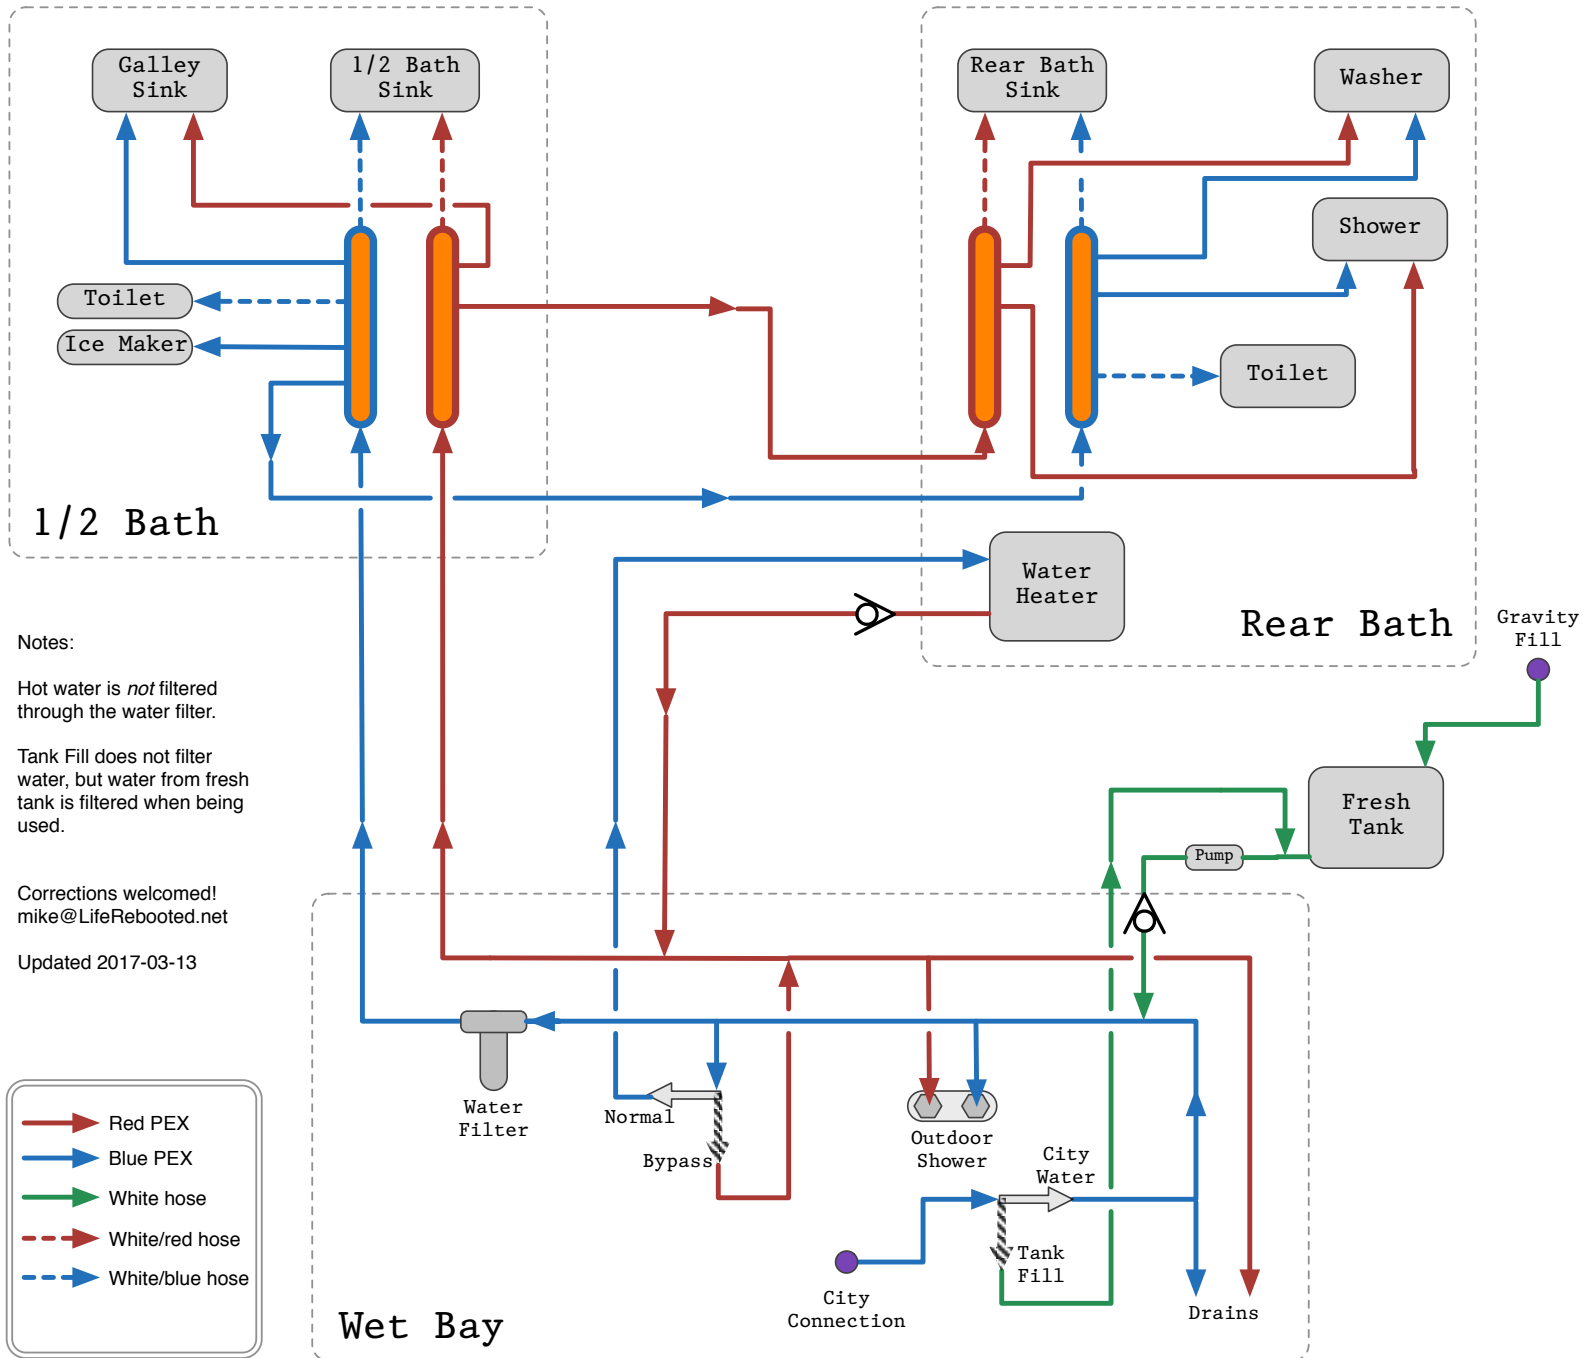 Galley
Sink
1/2 Bath
Sink
Rear Bath
Sink
Washer
Shower
Toilet
Ice Maker
Toilet
1/2 Bath
Water
Heater
Rear Bath
Gravity
Fill
Notes:
Hot water is not filtered
through the water filter.
Tank Fill does not filter
water, but water from fresh
tank is filtered when being
used.
Corrections welcomed!
mike@LifeRebooted.net
Updated 2017-03-13
Fresh
Tank
Pump
Water
Filter
Normal
Bypass
Outdoor
Shower
City
Water
Tank
Fill
City
Connection
Drains
Wet Bay
Red PEX
Blue PEX
White hose
White/red hose
White/blue hose